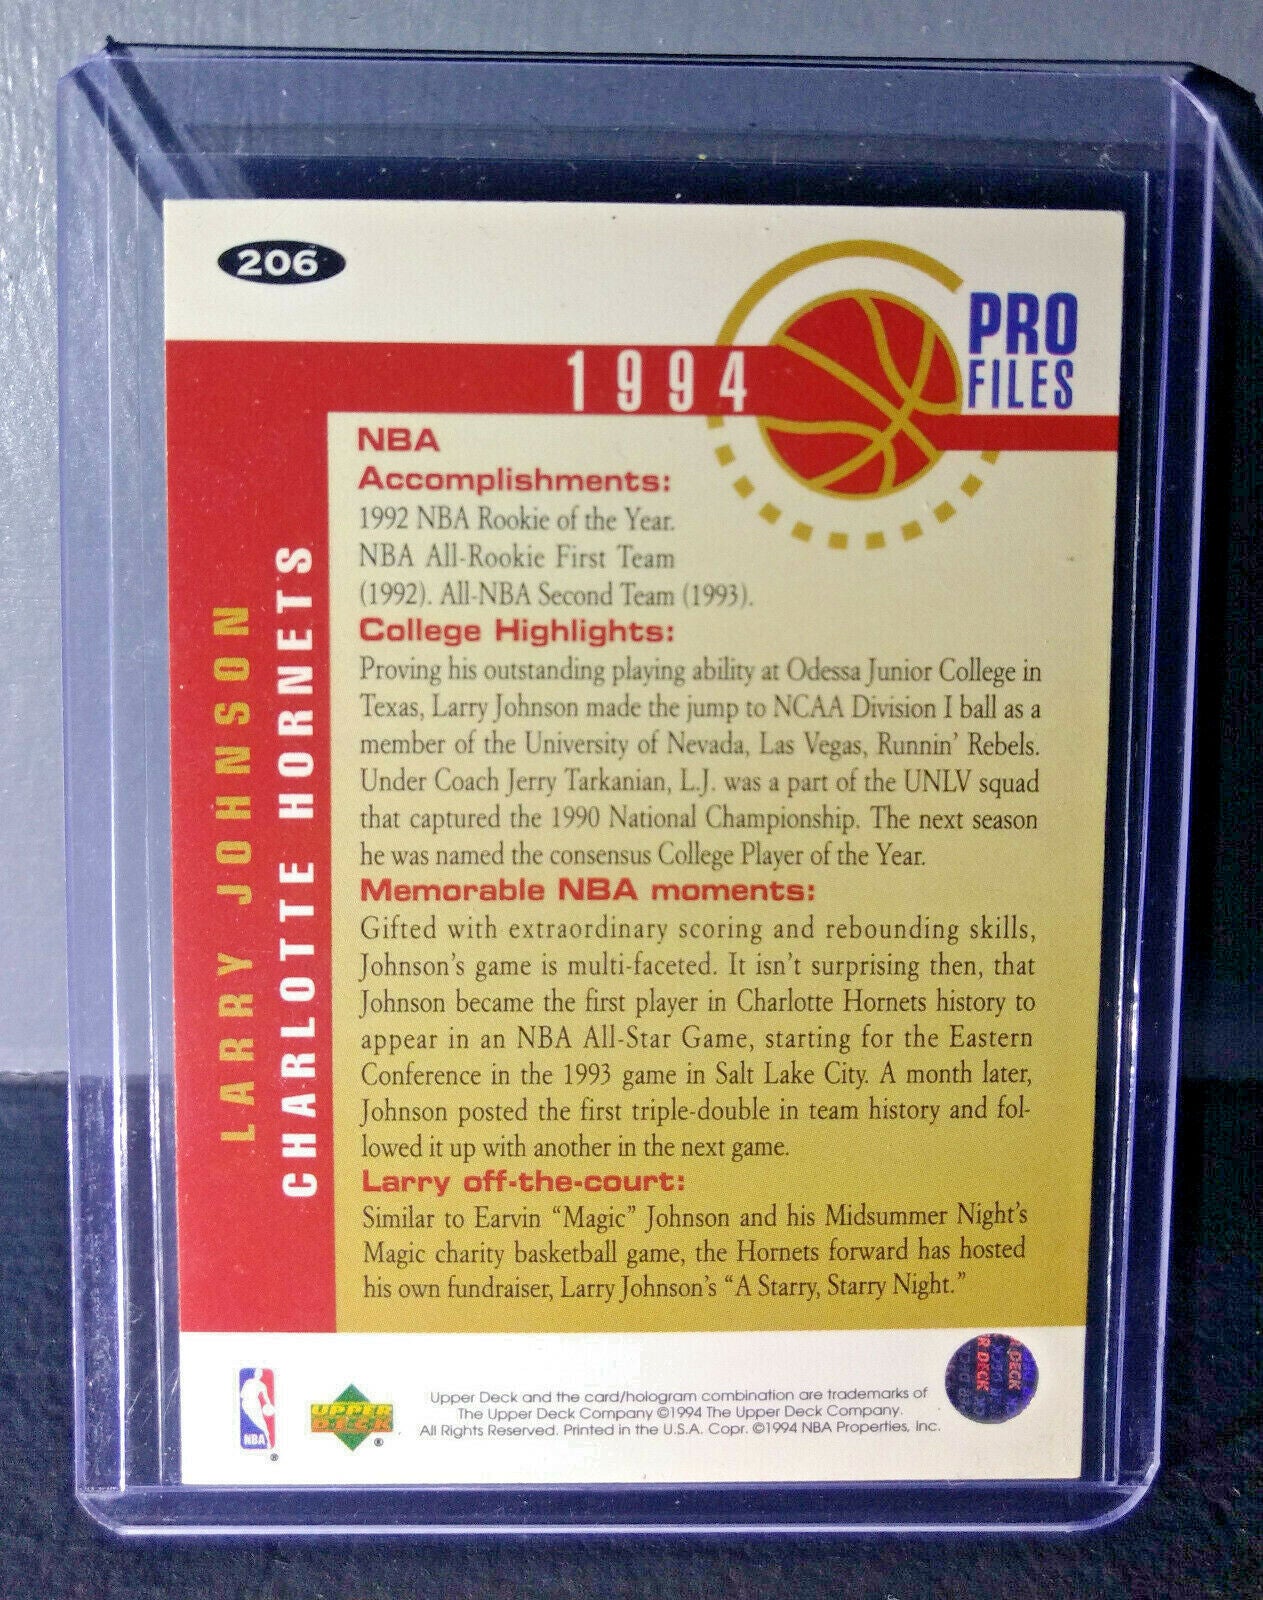 206
PRO
FILES
1994
LARRY JOHNSON
CHARLOTTE HORNETS
NBA
Accomplishments:
1992 NBA Rookie of the Year.
NBA All-Rookie First Team
(1992). All-NBA Second Team (1993).
College Highlights:
Proving his outstanding playing ability at Odessa Junior College in
Texas, Larry Johnson made the jump to NCAA Division I ball as a
member of the University of Nevada, Las Vegas, Runnin' Rebels.
Under Coach Jerry Tarkanian, L.J. was a part of the UNLV squad
that captured the 1990 National Championship. The next season
he was named the consensus College Player of the Year.
Memorable NBA moments:
Gifted with extraordinary scoring and rebounding skills,
Johnson's game is multi-faceted. It isn't surprising then, that
Johnson became the first player in Charlotte Hornets history to
appear in an NBA All-Star Game, starting for the Eastern
Conference in the 1993 game in Salt Lake City. A month later,
Johnson posted the first triple-double in team history and fol-
lowed it up with another in the next game.
Larry off-the-court:
Similar to Earvin "Magic" Johnson and his Midsummer Night's
Magic charity basketball game, the Hornets forward has hosted
his own fundraiser, Larry Johnson's "A Starry, Starry Night."
NBA ®
UPPER
DECK ®
Upper Deck and the card/hologram combination are trademarks of
The Upper Deck Company ©1994 The Upper Deck Company.
All Rights Reserved. Printed in the U.S.A. Copr. ©1994 NBA Properties, Inc.